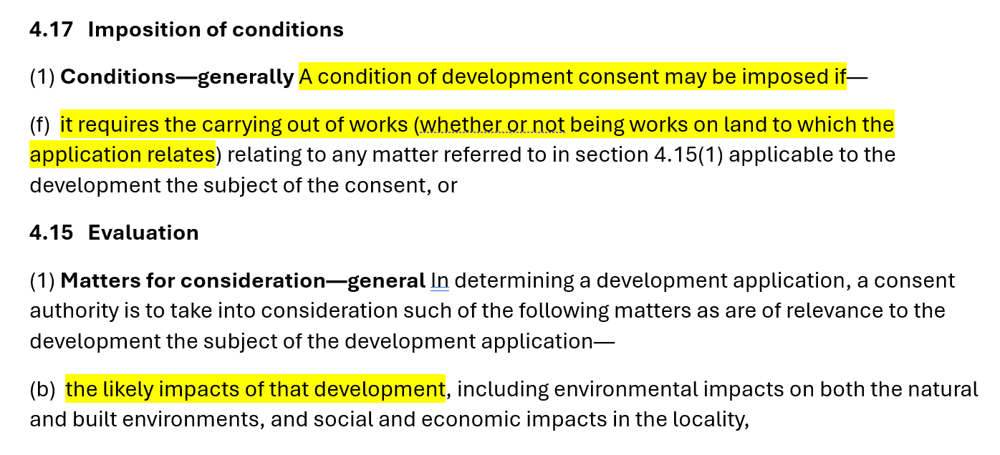 4.17 Imposition of conditions
(1) Conditions—generally A condition of development consent may be imposed if—
(f) it requires the carrying out of works (whether or not being works on land to which the
application relates) relating to any matter referred to in section 4.15(1) applicable to the
development the subject of the consent, or
4.15 Evaluation
(1) Matters for consideration—general In determining a development application, a consent
authority is to take into consideration such of the following matters as are of relevance to the
development the subject of the development application—
(b) the likely impacts of that development, including environmental impacts on both the natural
and built environments, and social and economic impacts in the locality,